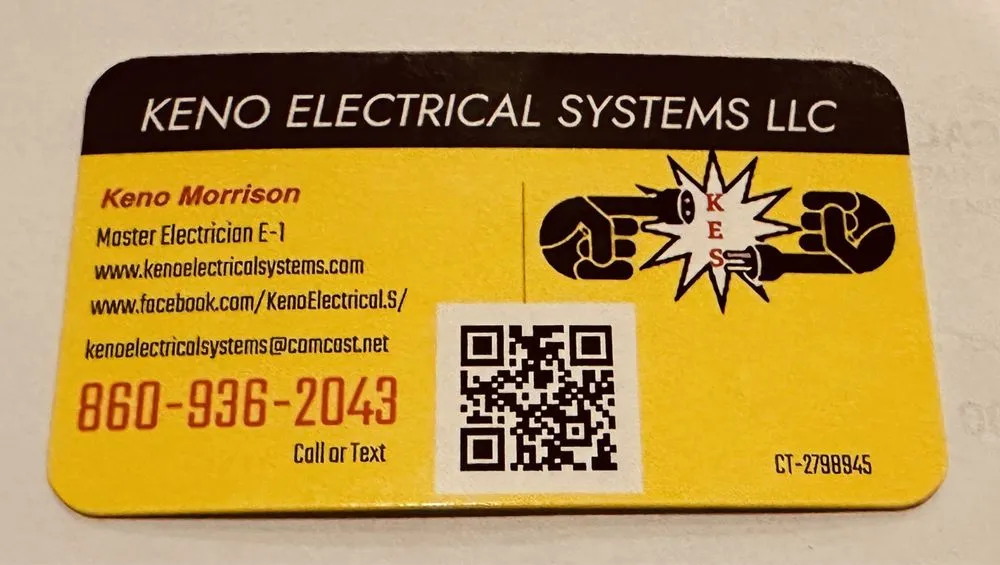 KENO ELECTRICAL SYSTEMS LLC
Keno Morrison
Master Electrician E-1
www.kenoelectricalsystems.com
www.facebook.com/KenoElectrical.S/
kenoelectricalsystems@comcast.net
860-936-2043
Call or Text
K
E
S
CT-2798945